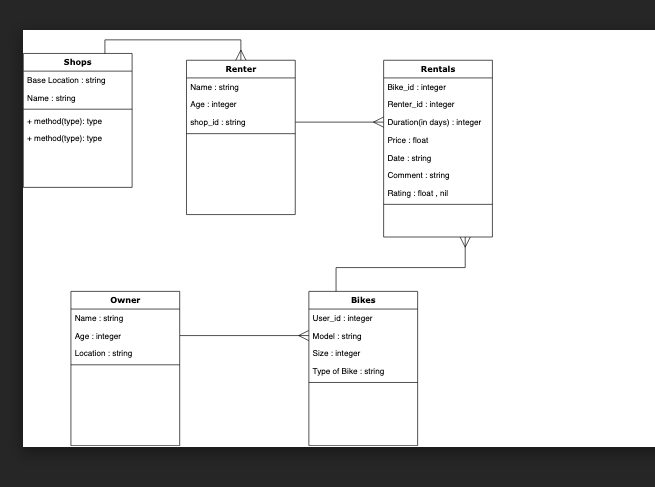 Shops
Base Location : string
Name : string
+ method(type): type
+ method(type): type
Renter
Name : string
Age : integer
shop_id : string
Rentals
Bike_id : integer
Renter_id : integer
Duration(in days) : integer
Price : float
Date : string
Comment : string
Rating : float , nil
Owner
Name : string
Age : integer
Location : string
Bikes
User_id : integer
Model : string
Size : integer
Type of Bike : string